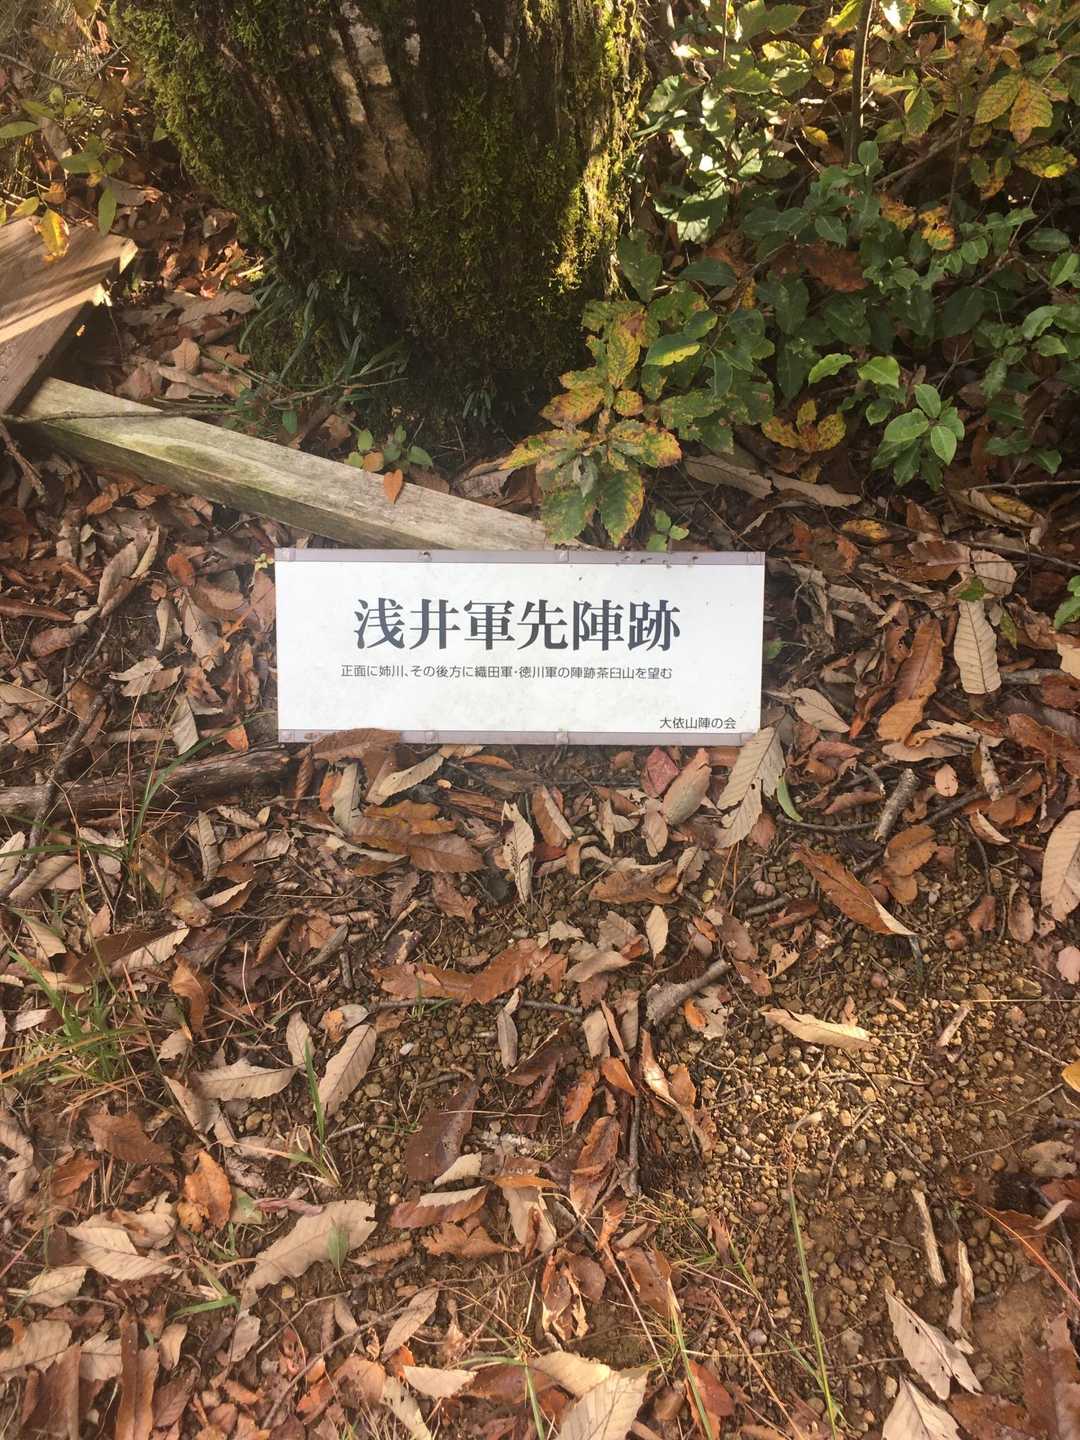 浅井軍先陣跡
正面に姉川､その後方に織田軍･徳川軍の陣跡茶臼山を望む
大依山陣の会